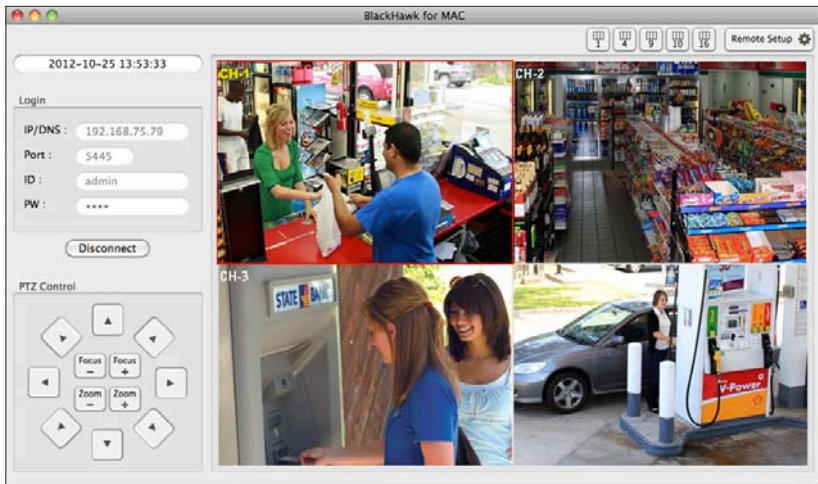 BlackHawk for MAC
1 4 9 10 16 Remote Setup
2012-10-25 13:53:33
Login
IP/DNS : 192.168.75.79
Port : 5445
ID : admin
PW : ••••
Disconnect
PTZ Control
Focus − Focus +
Zoom − Zoom +
CH-1
CH-2
CH-3
STATE BANK
V-Power